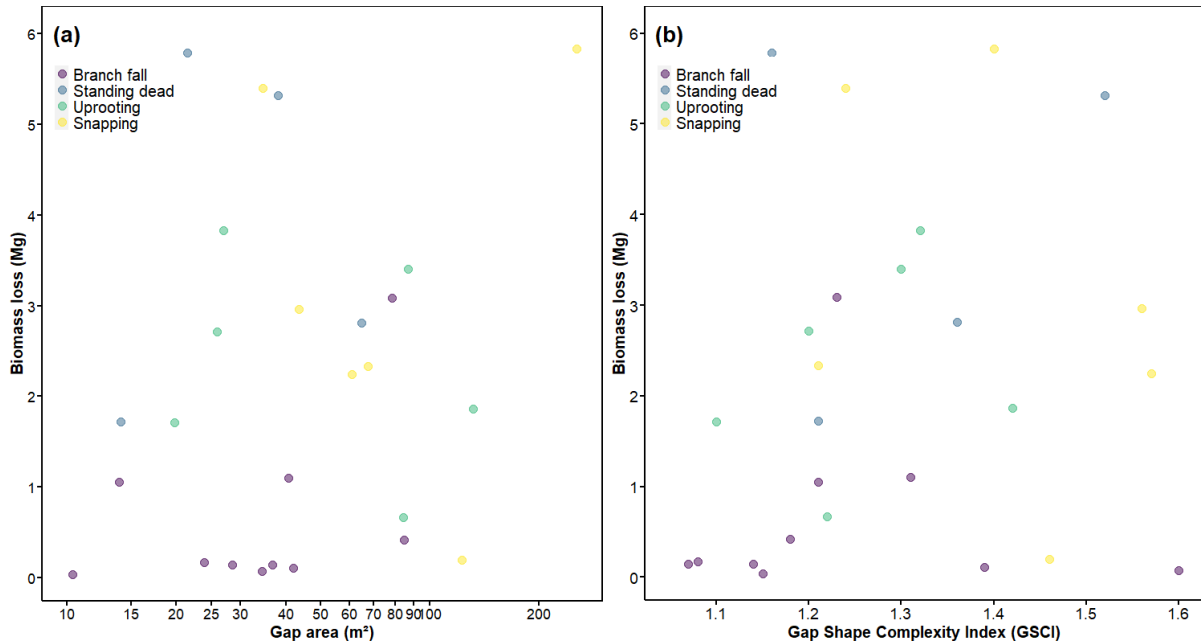 (a)
Branch fall
Standing dead
Uprooting
Snapping
Biomass loss (Mg)
6
5
4
3
2
1
0
10 15 20 25 30 40 50 60 70 80 90 100 200
Gap area (m²)
(b)
Branch fall
Standing dead
Uprooting
Snapping
Biomass loss (Mg)
6
5
4
3
2
1
0
1.1 1.2 1.3 1.4 1.5 1.6
Gap Shape Complexity Index (GSCI)